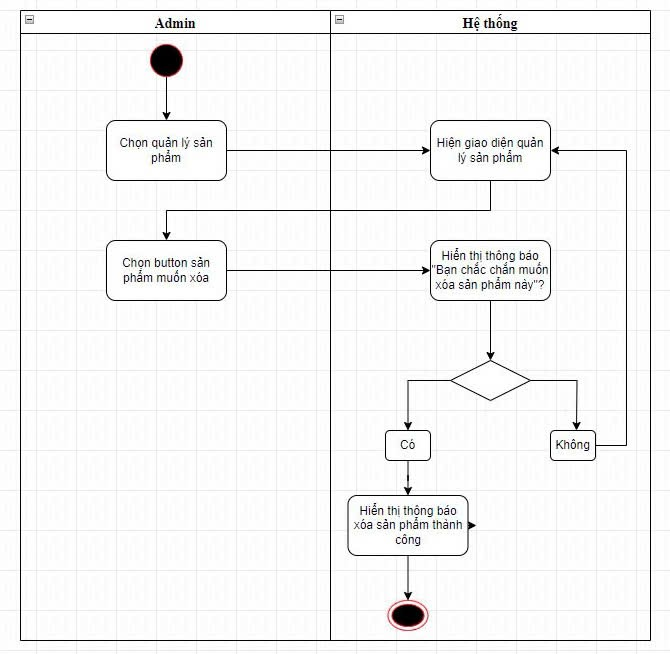 Admin
Hệ thống
Chọn quản lý sản
phẩm
Hiện giao diện quản
lý sản phẩm
Chọn button sản
phẩm muốn xóa
Hiển thị thông báo
"Bạn chắc chắn muốn
xóa sản phẩm này"?
Có
Không
Hiển thị thông báo
xóa sản phẩm thành
công